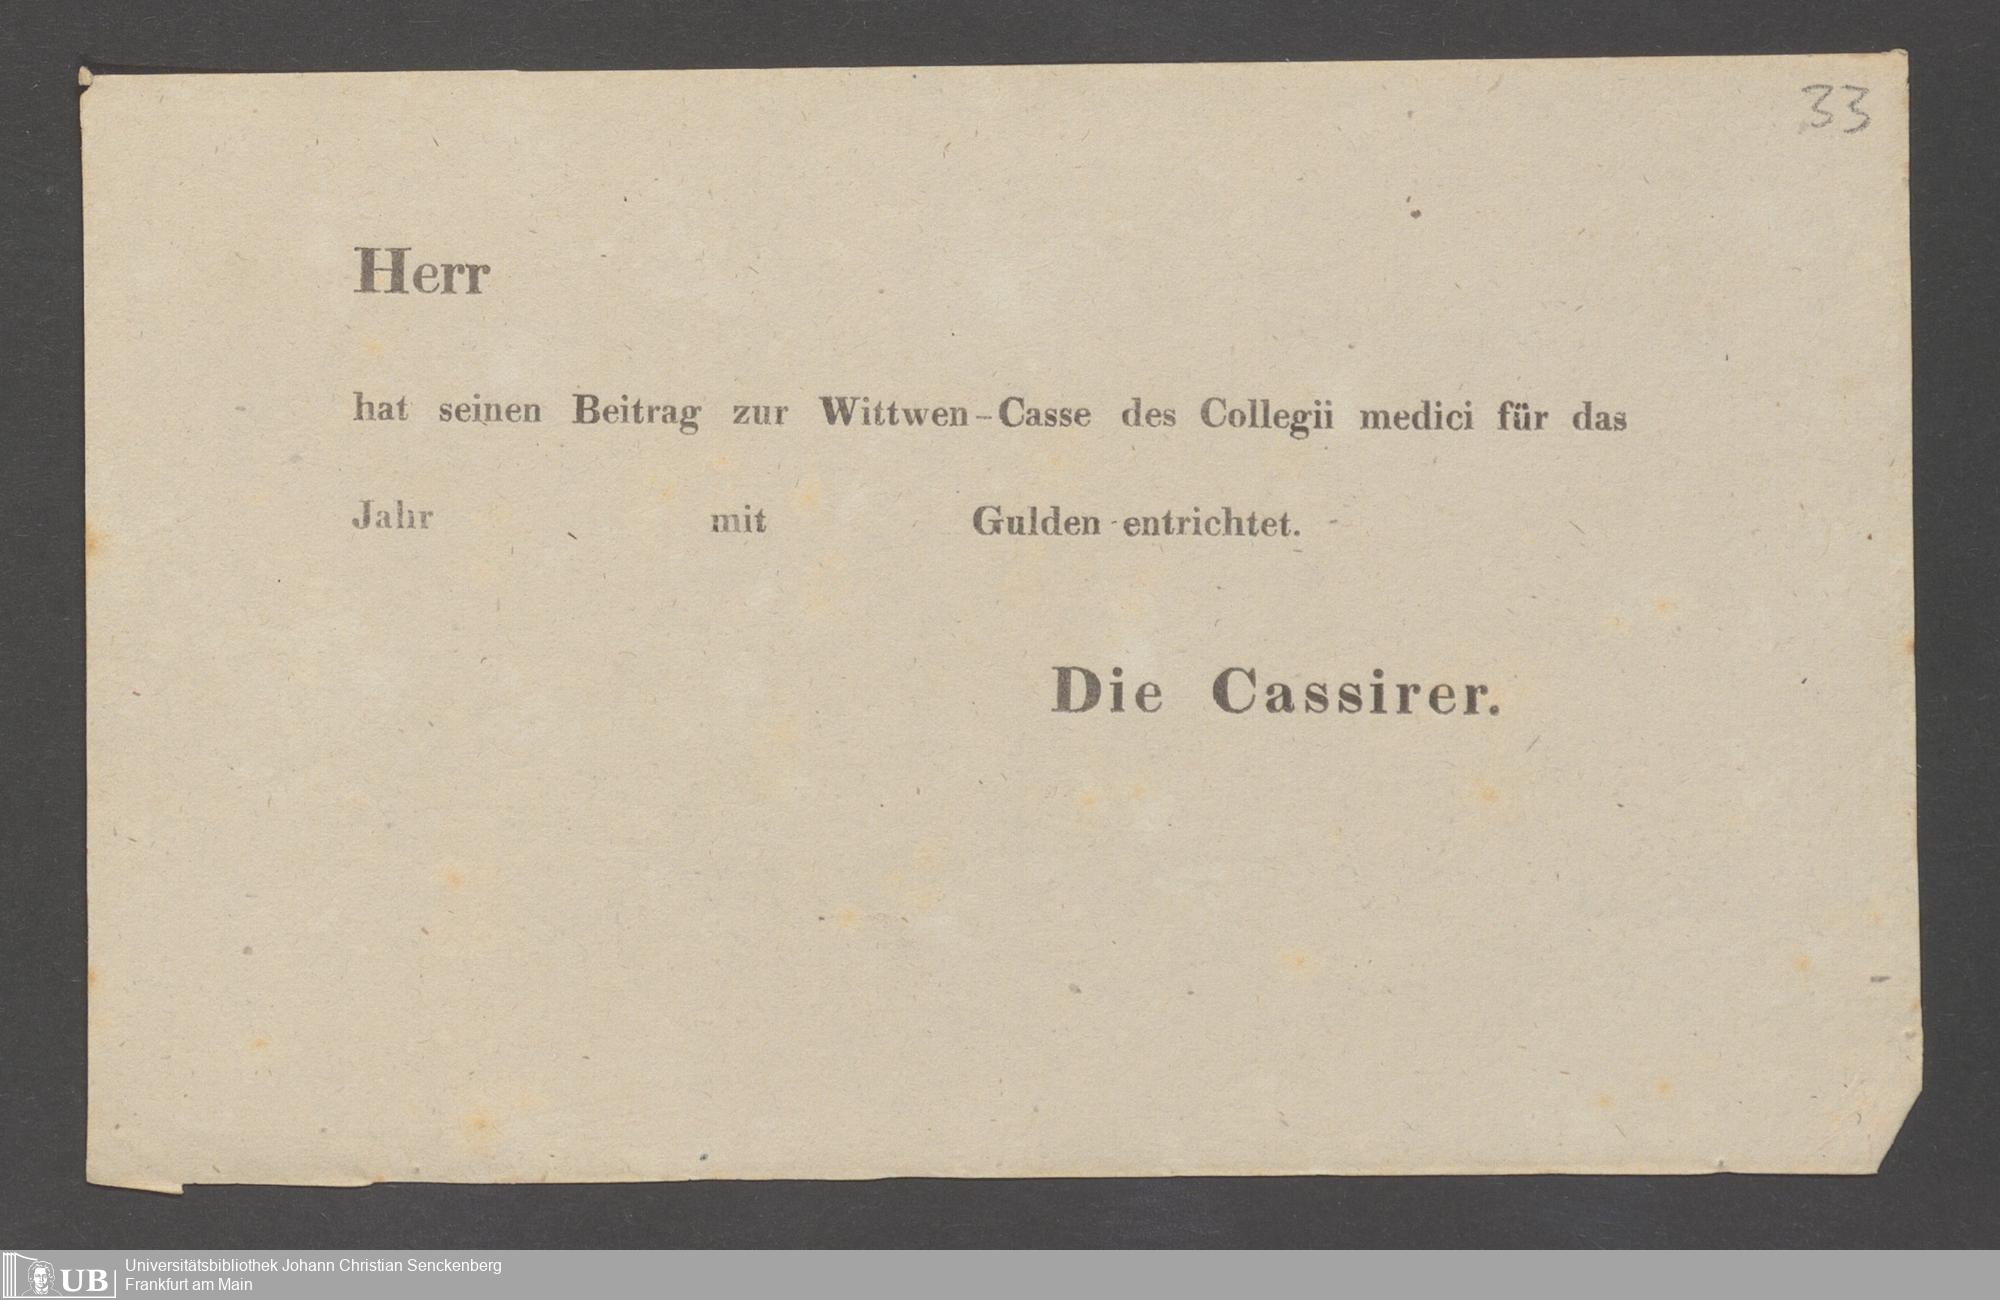 33
Herr
hat seinen Beitrag zur Wittwen-Casse des Collegii medici für das
Jahr mit Gulden entrichtet.
Die Cassirer.
UB
Universitätsbibliothek Johann Christian Senckenberg
Frankfurt am Main